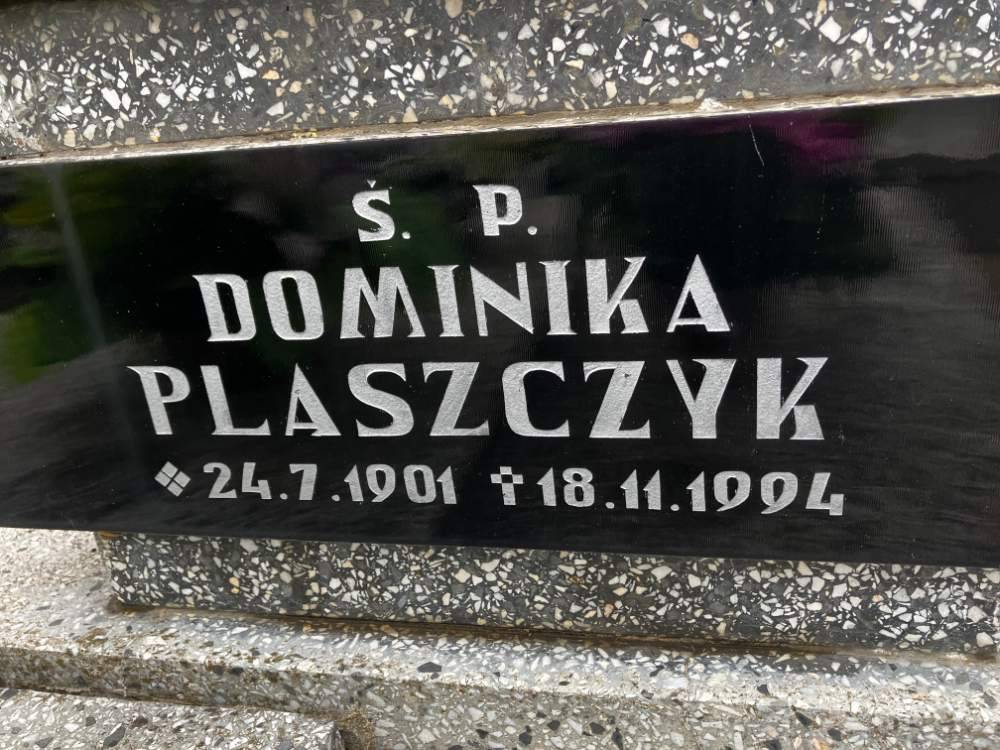 Ś. P.
DOMINIKA
PLASZCZYK
❖ 24.7.1901 ✝ 18.11.1994